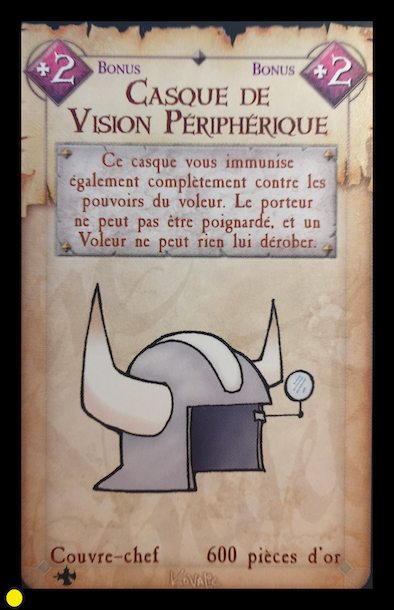 +2 Bonus Bonus +2
Casque de
Vision Périphérique
Ce casque vous immunise
également complètement contre les
pouvoirs du voleur. Le porteur
ne peut pas être poignardé, et un
Voleur ne peut rien lui dérober.
Couvre-chef 600 pièces d'or
Kovalic